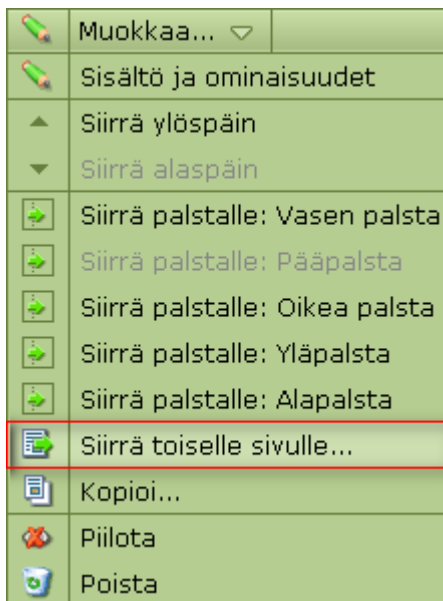 Muokkaa...
Sisältö ja ominaisuudet
Siirrä ylöspäin
Siirrä alaspäin
Siirrä palstalle: Vasen palsta
Siirrä palstalle: Pääpalsta
Siirrä palstalle: Oikea palsta
Siirrä palstalle: Yläpalsta
Siirrä palstalle: Alapalsta
Siirrä toiselle sivulle...
Kopioi...
Piilota
Poista